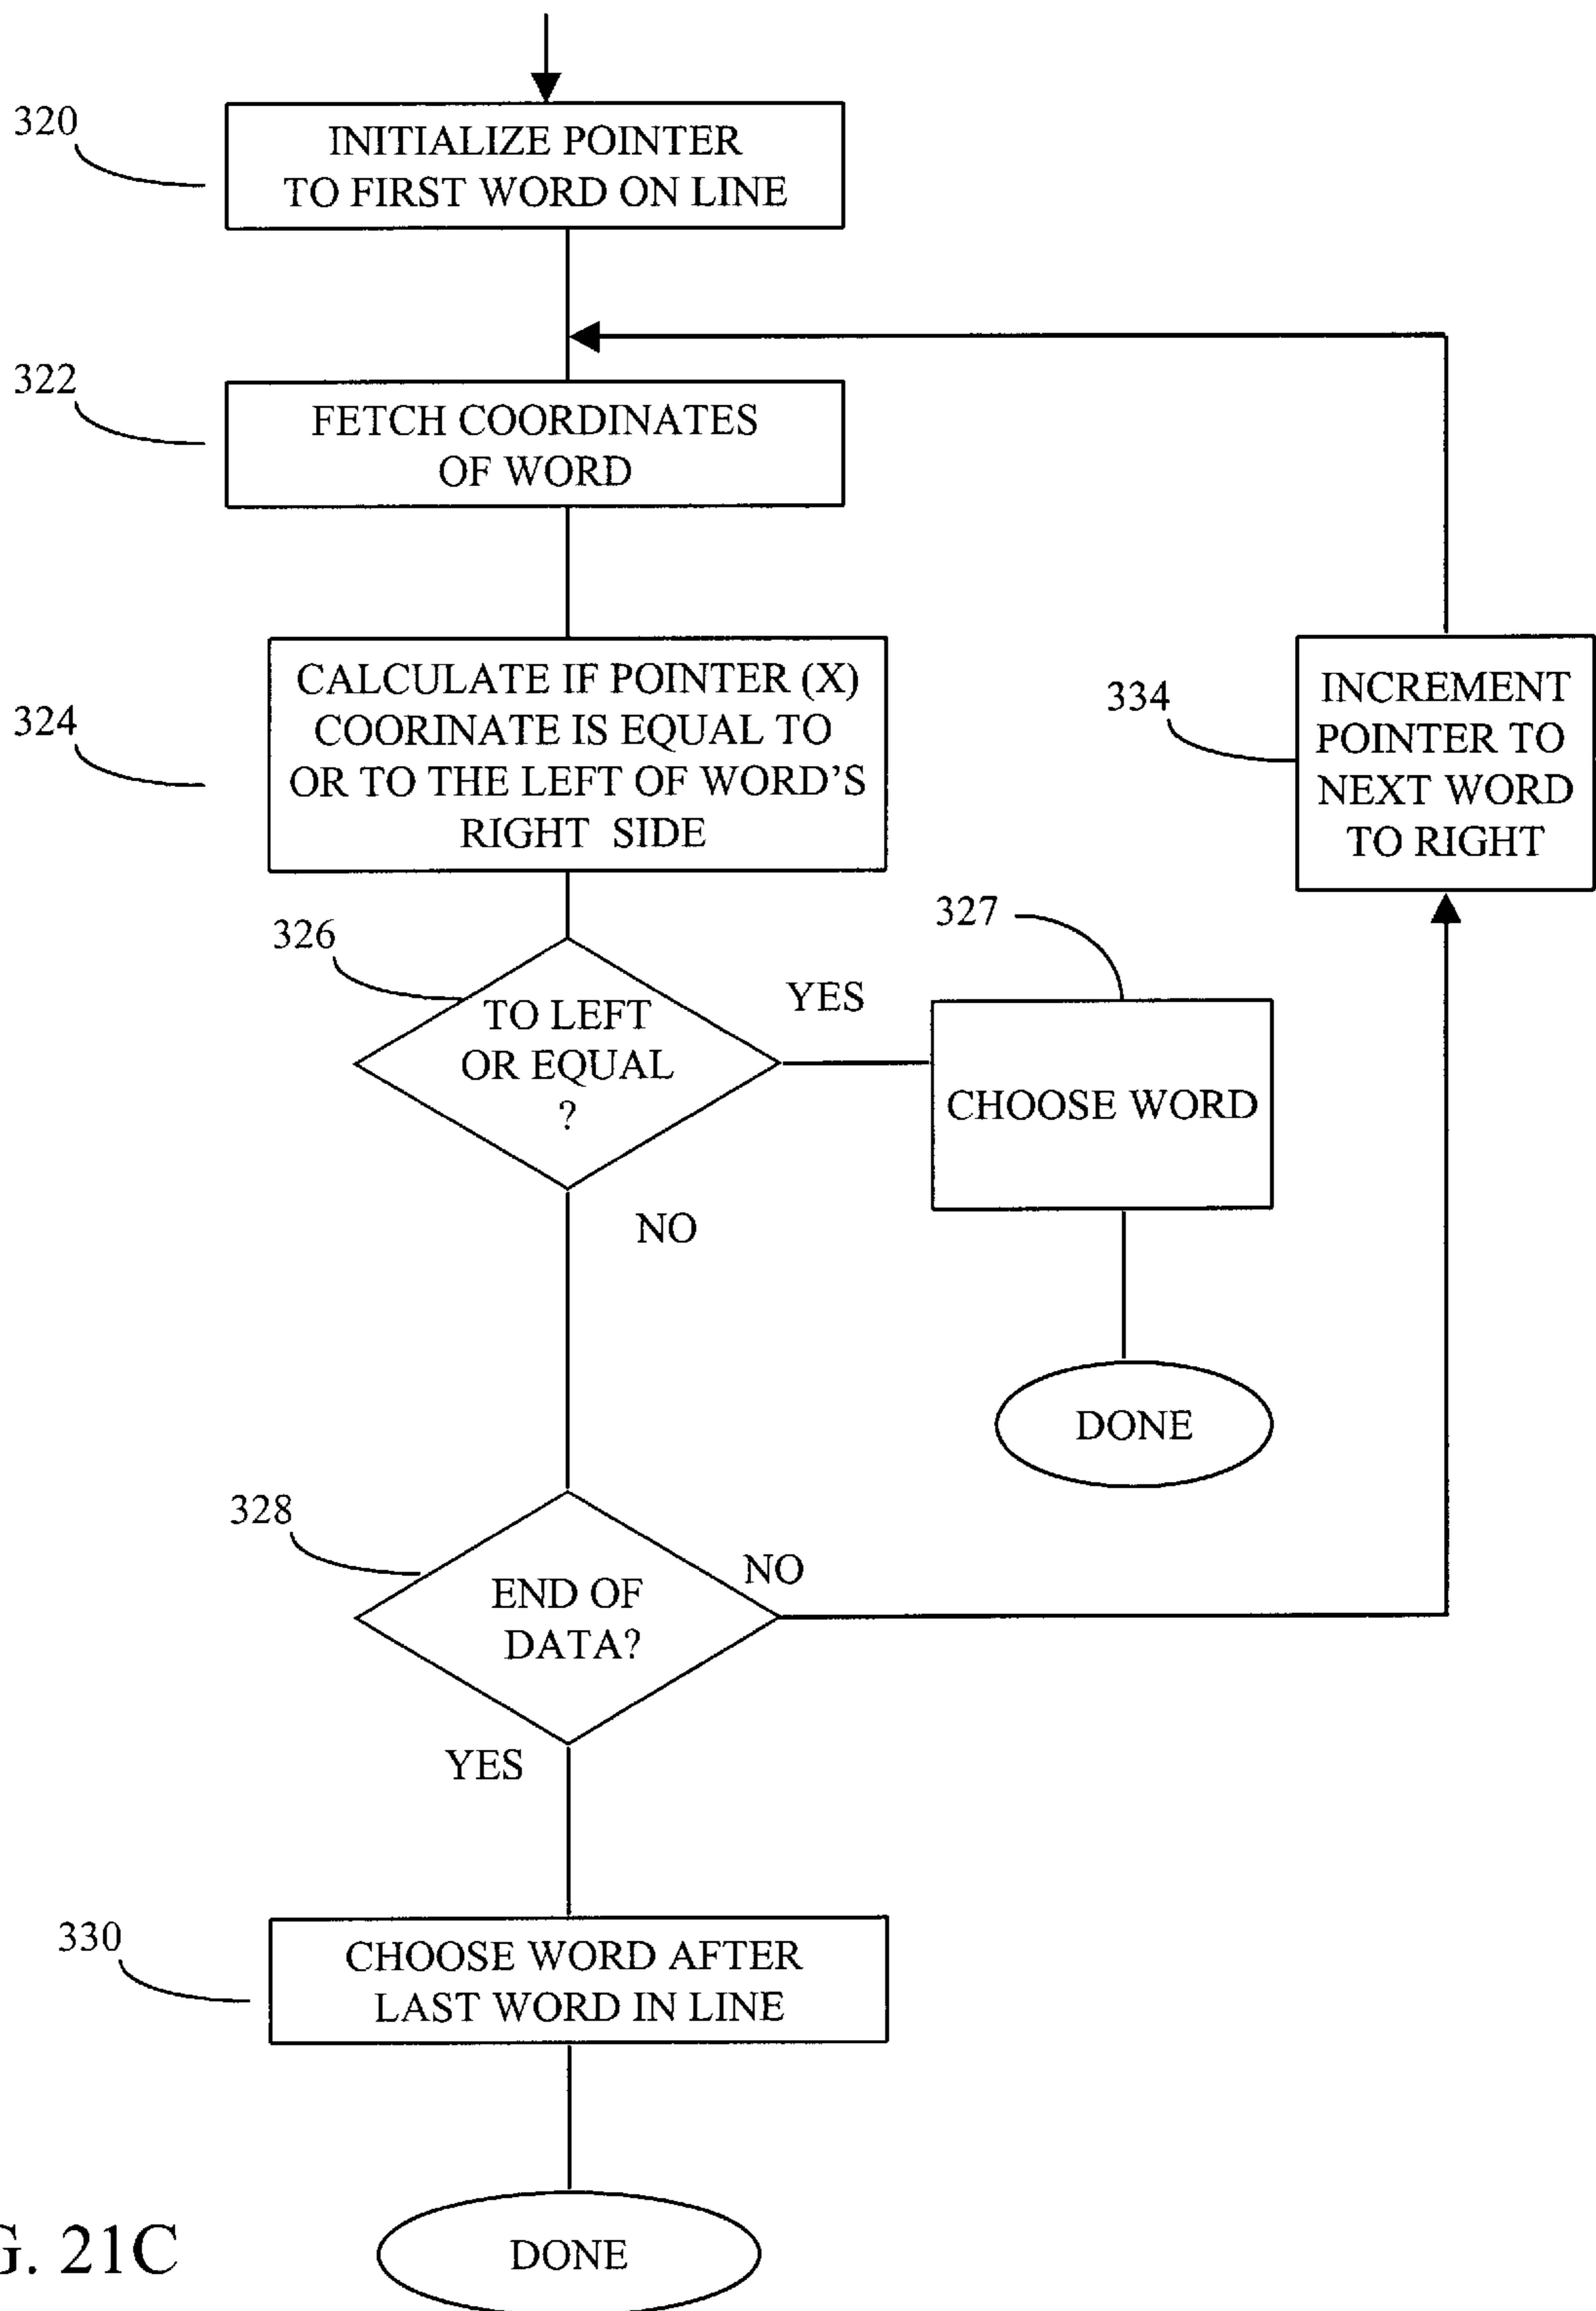 320
INITIALIZE POINTER
TO FIRST WORD ON LINE
322
FETCH COORDINATES
OF WORD
324
CALCULATE IF POINTER (X)
COORINATE IS EQUAL TO
OR TO THE LEFT OF WORD'S
RIGHT SIDE
334
INCREMENT
POINTER TO
NEXT WORD
TO RIGHT
326
TO LEFT
OR EQUAL
?
YES
NO
327
CHOOSE WORD
DONE
328
END OF
DATA?
NO
YES
330
CHOOSE WORD AFTER
LAST WORD IN LINE
DONE
G. 21C